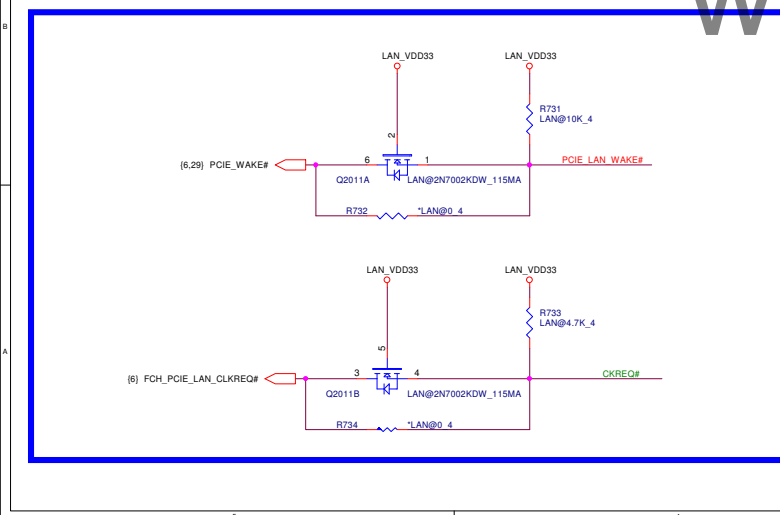 W
B
LAN_VDD33
LAN_VDD33
R731
LAN@10K_4
2
{6,29} PCIE_WAKE#
6
1
PCIE_LAN_WAKE#
Q2011A
LAN@2N7002KDW_115MA
R732
*LAN@0_4
LAN_VDD33
LAN_VDD33
R733
LAN@4.7K_4
5
A
{6} FCH_PCIE_LAN_CLKREQ#
3
4
CKREQ#
Q2011B
LAN@2N7002KDW_115MA
R734
*LAN@0_4